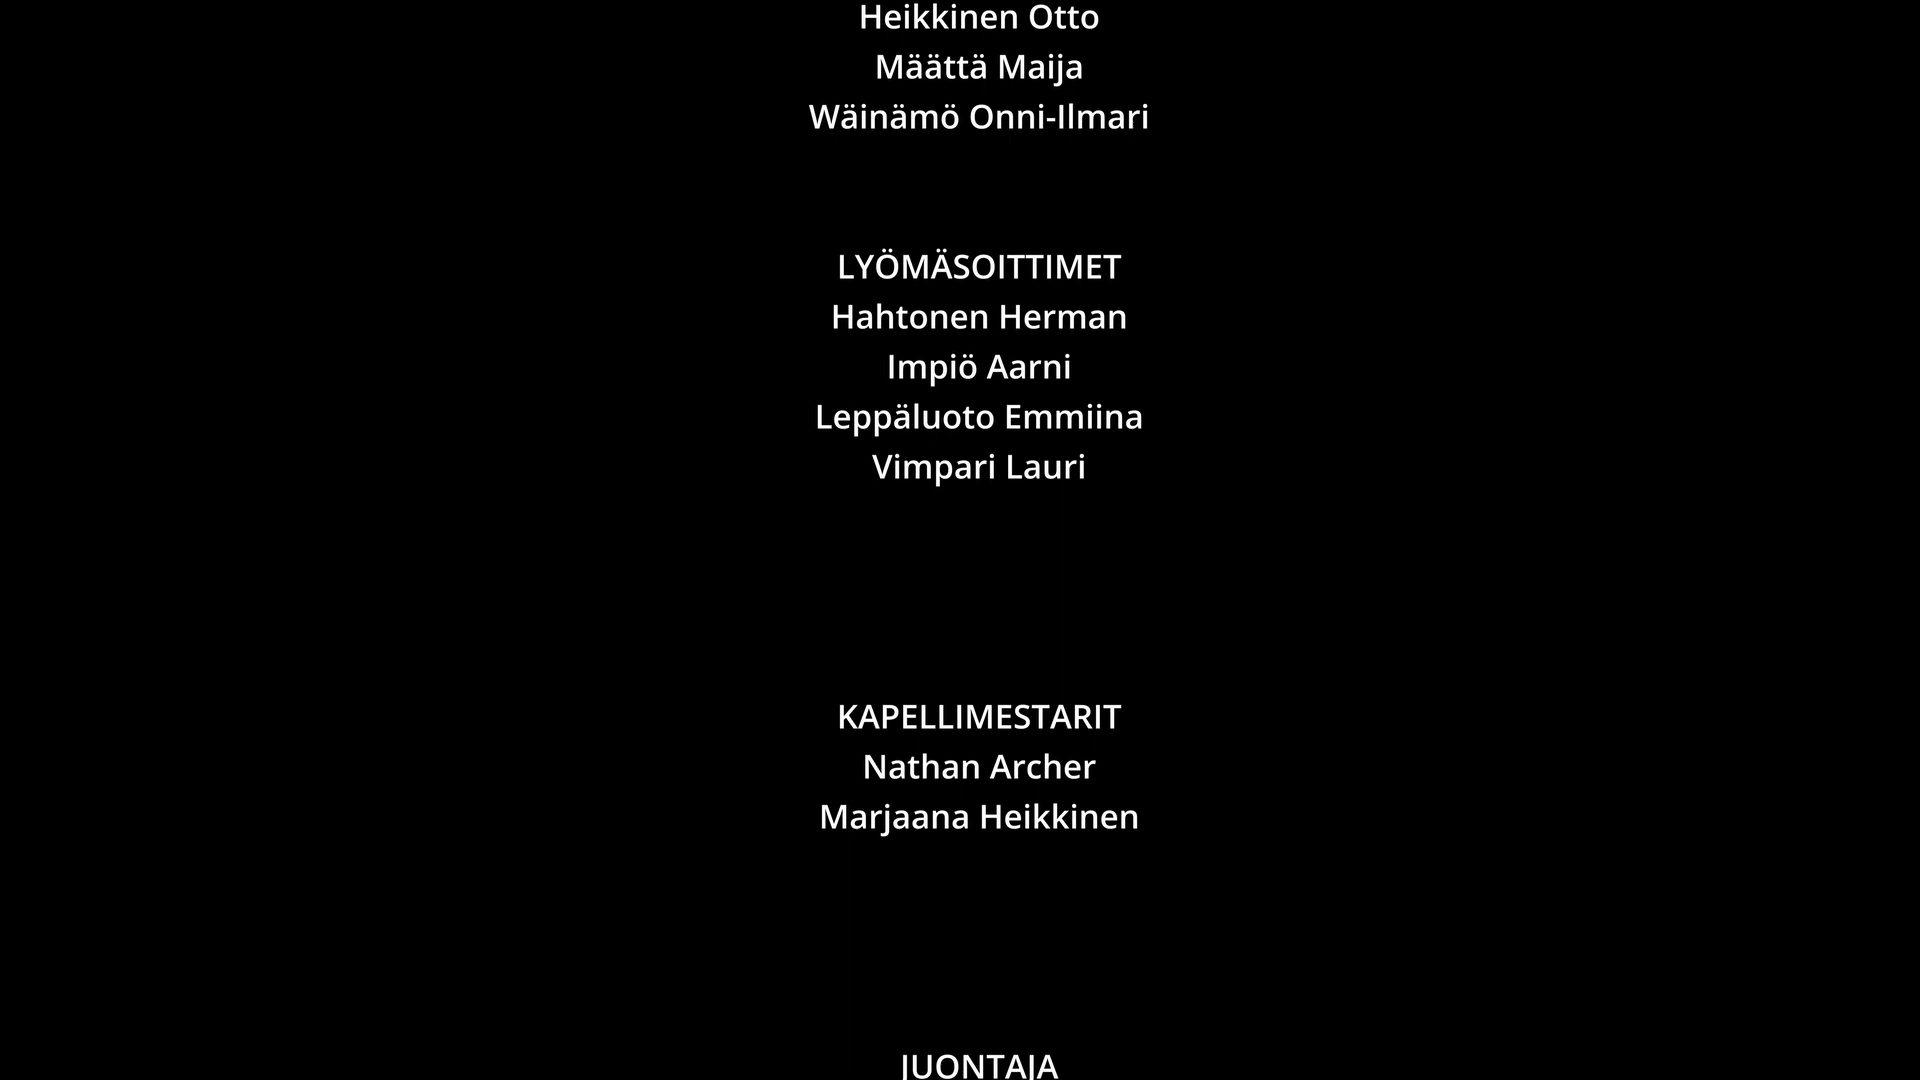 Heikkinen Otto
Määttä Maija
Wäinämö Onni-Ilmari
LYÖMÄSOITTIMET
Hahtonen Herman
Impiö Aarni
Leppäluoto Emmiina
Vimpari Lauri
KAPELLIMESTARIT
Nathan Archer
Marjaana Heikkinen
JUONTAJA